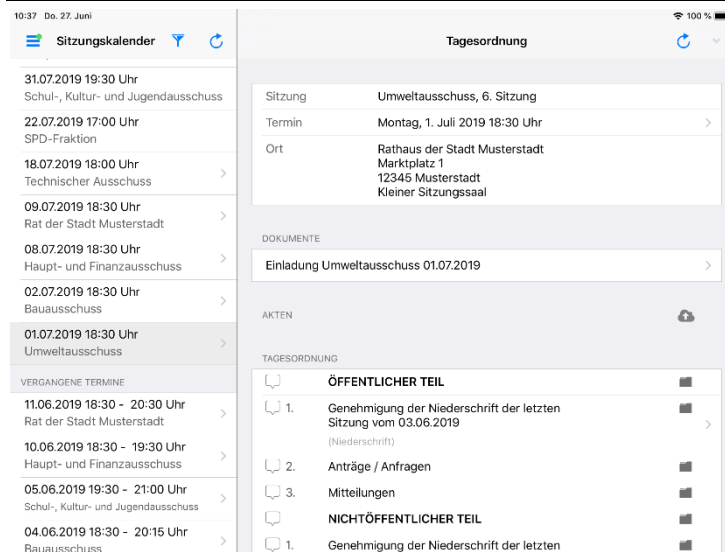 10:37 Do. 27. Juni
100 %
Sitzungskalender
Tagesordnung
31.07.2019 19:30 Uhr
Schul-, Kultur- und Jugendausschuss
22.07.2019 17:00 Uhr
SPD-Fraktion
18.07.2019 18:00 Uhr
Technischer Ausschuss
09.07.2019 18:30 Uhr
Rat der Stadt Musterstadt
08.07.2019 18:30 Uhr
Haupt- und Finanzausschuss
02.07.2019 18:30 Uhr
Bauausschuss
01.07.2019 18:30 Uhr
Umweltausschuss
VERGANGENE TERMINE
11.06.2019 18:30 - 20:30 Uhr
Rat der Stadt Musterstadt
10.06.2019 18:30 - 19:30 Uhr
Haupt- und Finanzausschuss
05.06.2019 19:30 - 21:00 Uhr
Schul-, Kultur- und Jugendausschuss
04.06.2019 18:30 - 20:15 Uhr
Bauausschuss
Sitzung Umweltausschuss, 6. Sitzung
Termin Montag, 1. Juli 2019 18:30 Uhr
Ort Rathaus der Stadt Musterstadt
Marktplatz 1
12345 Musterstadt
Kleiner Sitzungssaal
DOKUMENTE
Einladung Umweltausschuss 01.07.2019
AKTEN
TAGESORDNUNG
ÖFFENTLICHER TEIL
1. Genehmigung der Niederschrift der letzten
Sitzung vom 03.06.2019
(Niederschrift)
2. Anträge / Anfragen
3. Mitteilungen
NICHTÖFFENTLICHER TEIL
1. Genehmigung der Niederschrift der letzten